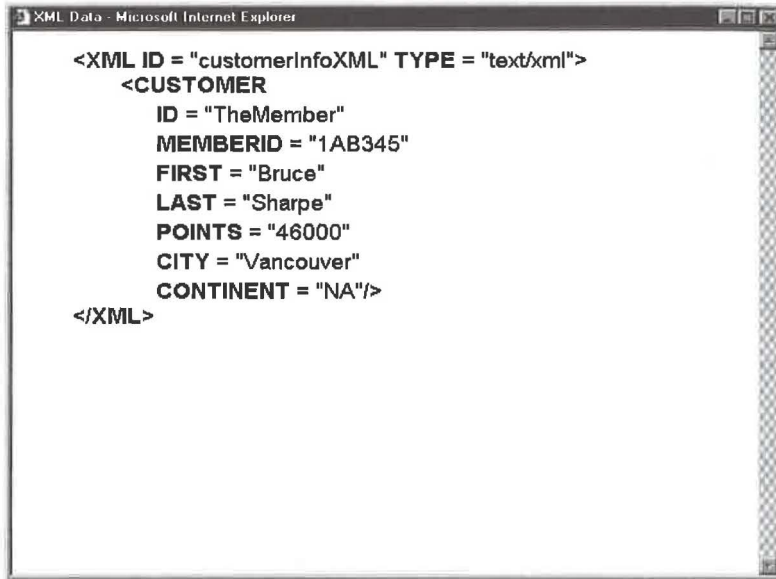 XML Data - Microsoft Internet Explorer
<XML ID = "customerInfoXML" TYPE = "text/xml">
<CUSTOMER
ID = "TheMember"
MEMBERID = "1AB345"
FIRST = "Bruce"
LAST = "Sharpe"
POINTS = "46000"
CITY = "Vancouver"
CONTINENT = "NA"/>
</XML>